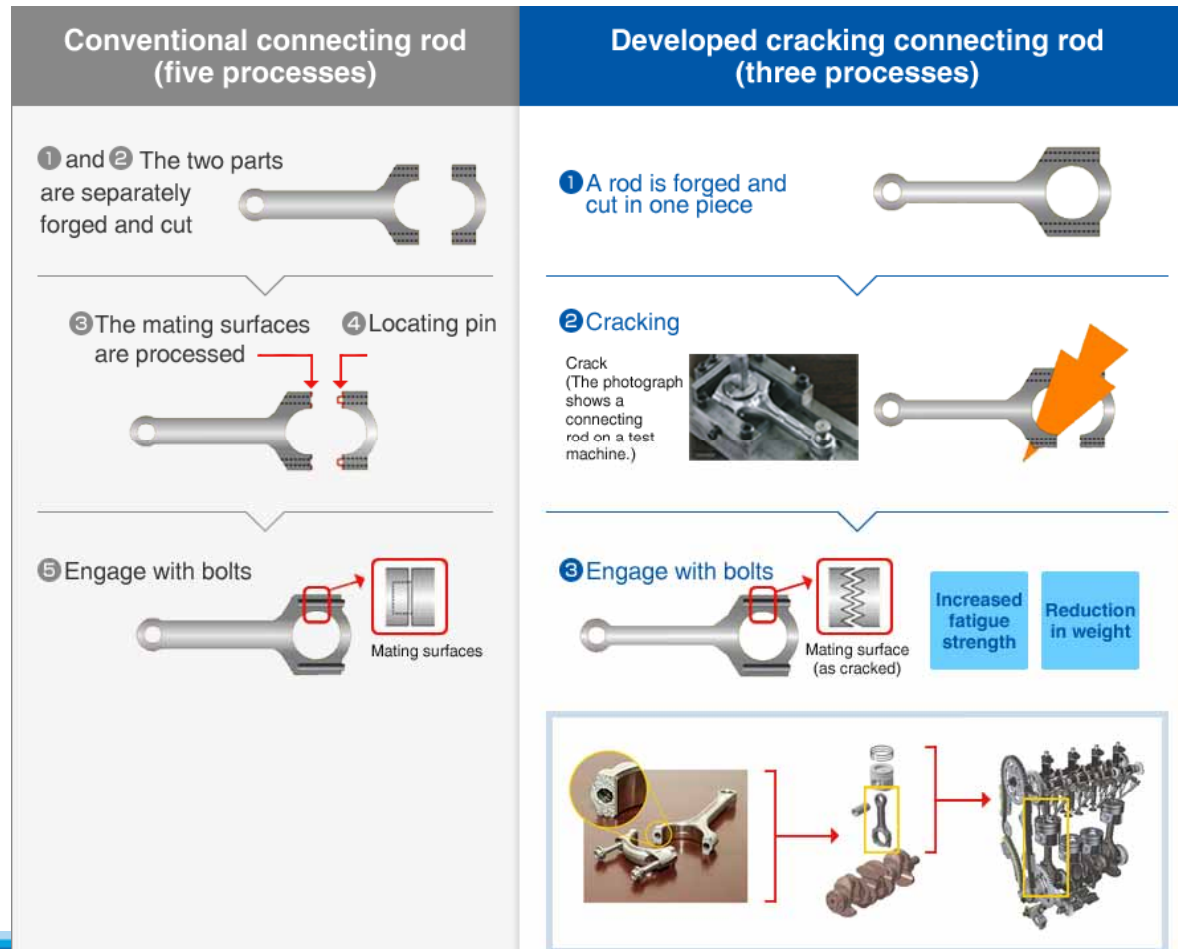 Conventional connecting rod
(five processes)
① and ② The two parts
are separately
forged and cut
③ The mating surfaces
are processed
④ Locating pin
⑤ Engage with bolts
Mating surfaces
Developed cracking connecting rod
(three processes)
① A rod is forged and
cut in one piece
② Cracking
Crack
(The photograph
shows a
connecting
rod on a test
machine.)
③ Engage with bolts
Mating surface
(as cracked)
Increased
fatigue
strength
Reduction
in weight